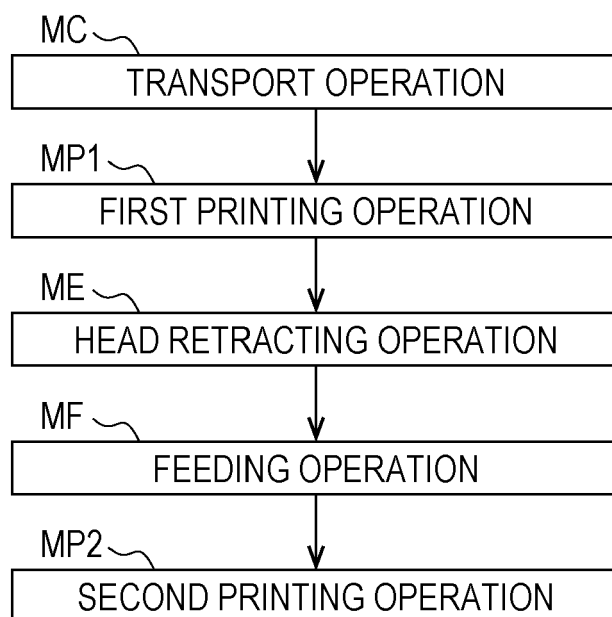 MC
TRANSPORT OPERATION
MP1
FIRST PRINTING OPERATION
ME
HEAD RETRACTING OPERATION
MF
FEEDING OPERATION
MP2
SECOND PRINTING OPERATION